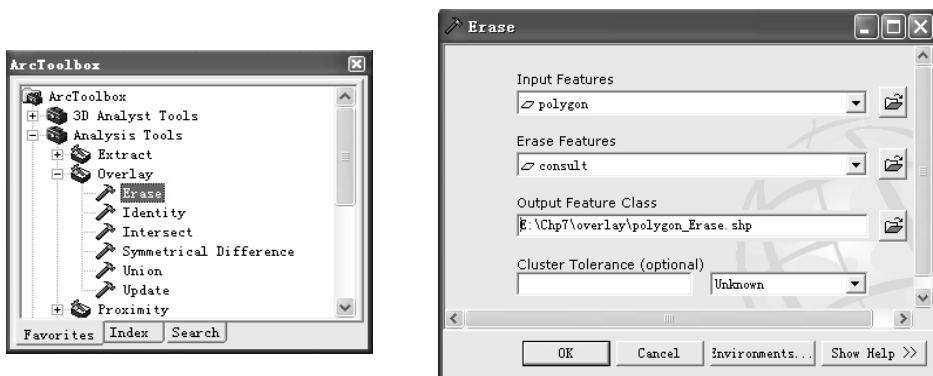 ArcToolbox
ArcToolbox
3D Analyst Tools
Analysis Tools
Extract
Overlay
Erase
Identity
Intersect
Symmetrical Difference
Union
Update
Proximity
Favorites Index Search
Erase
Input Features
polygon
Erase Features
consult
Output Feature Class
E:\Chp7\overlay\polygon_Erase.shp
Cluster Tolerance (optional)
Unknown
OK Cancel Environments... Show Help >>